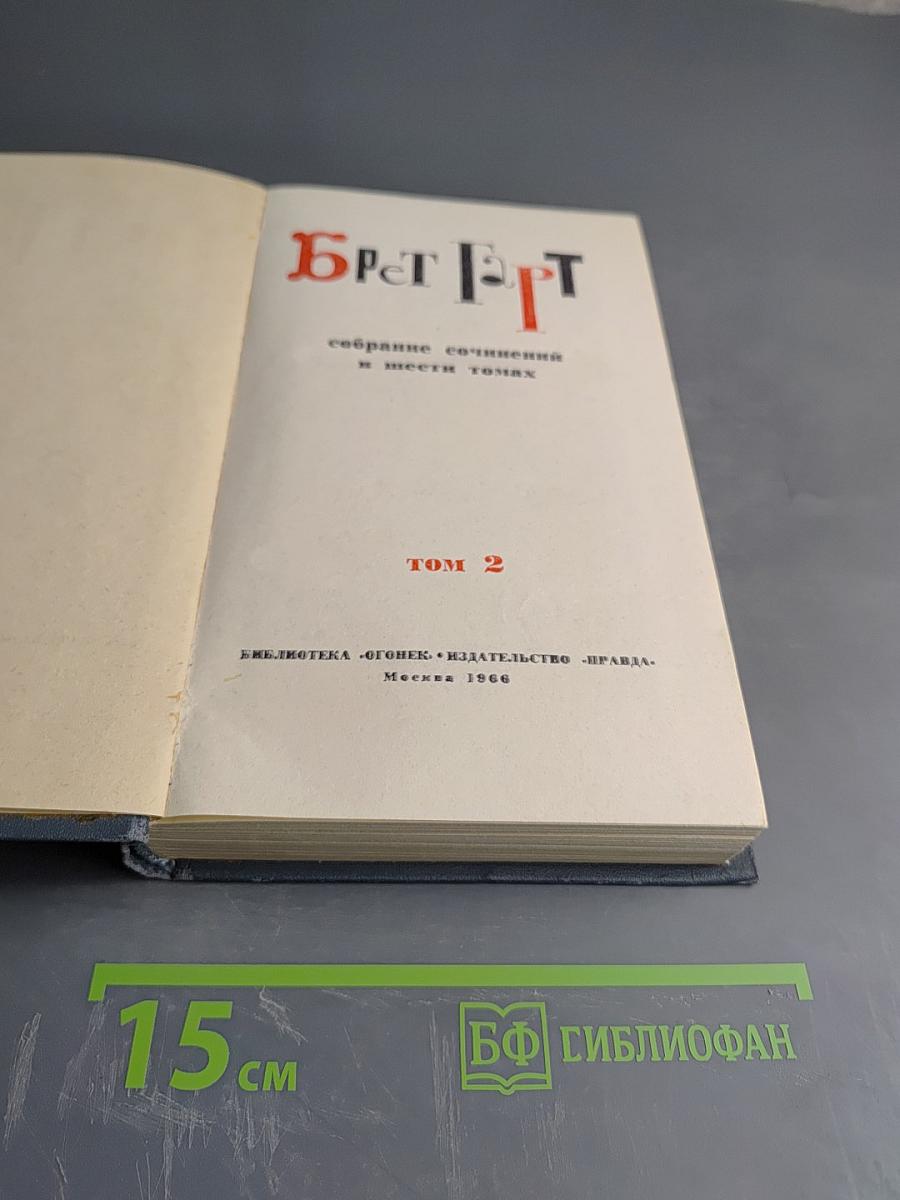 Брет Гарт
собрание сочинений
в шести томах
том 2
БИБЛИОТЕКА «ОГОНЕК» • ИЗДАТЕЛЬСТВО «ПРАВДА»
Москва 1966
15 см
БФ БИБЛИОФАН